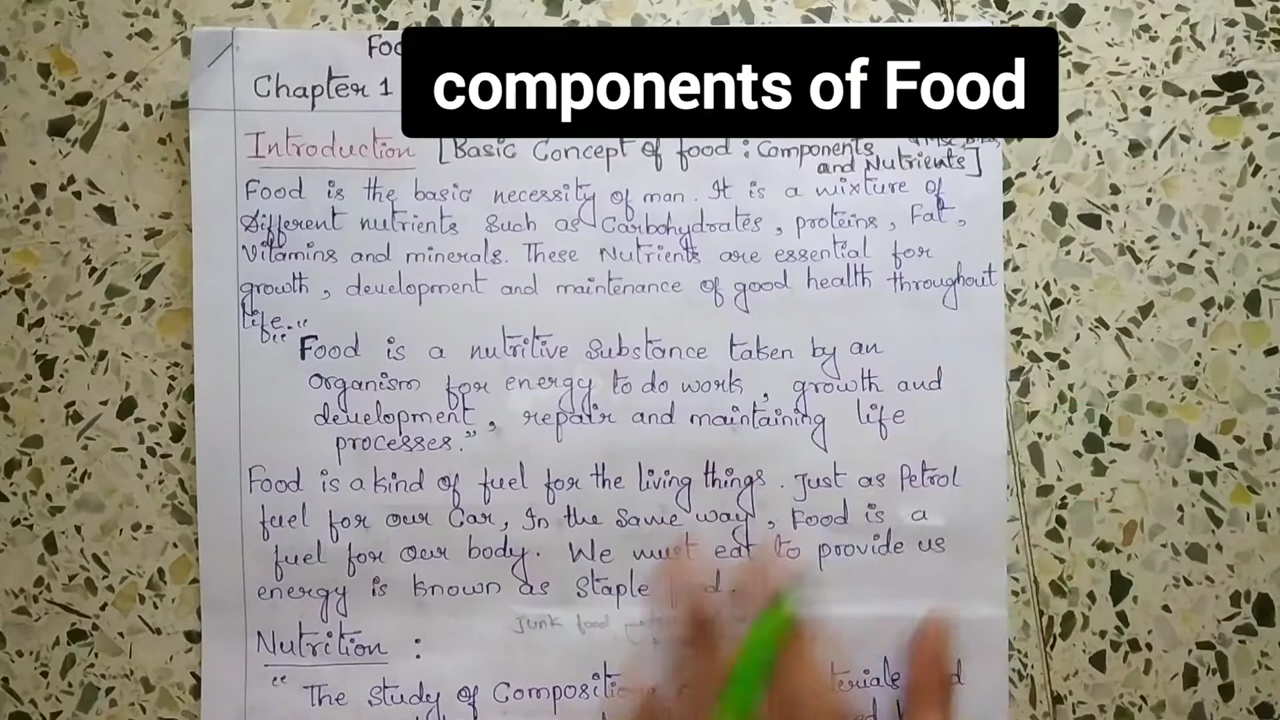 Foo
components of Food
Chapter 1
Introduction [Basic Concept of food : Components
and Nutrients]
Food is the basic necessity of man. It is a mixture of
different nutrients such as Carbohydrates, proteins, Fat,
vitamins and minerals. These Nutrients are essential for
growth, development and maintenance of good health throughout
life."
"Food is a nutritive substance taken by an
organism for energy to do work, growth and
development, repair and maintaining life
processes."
Food is a kind of fuel for the living things. Just as Petrol
fuel for our Car, In the same way, Food is a
fuel for our body. We must eat to provide us
energy is known as staple d.
Junk food
Nutrition :
"The study of Composition